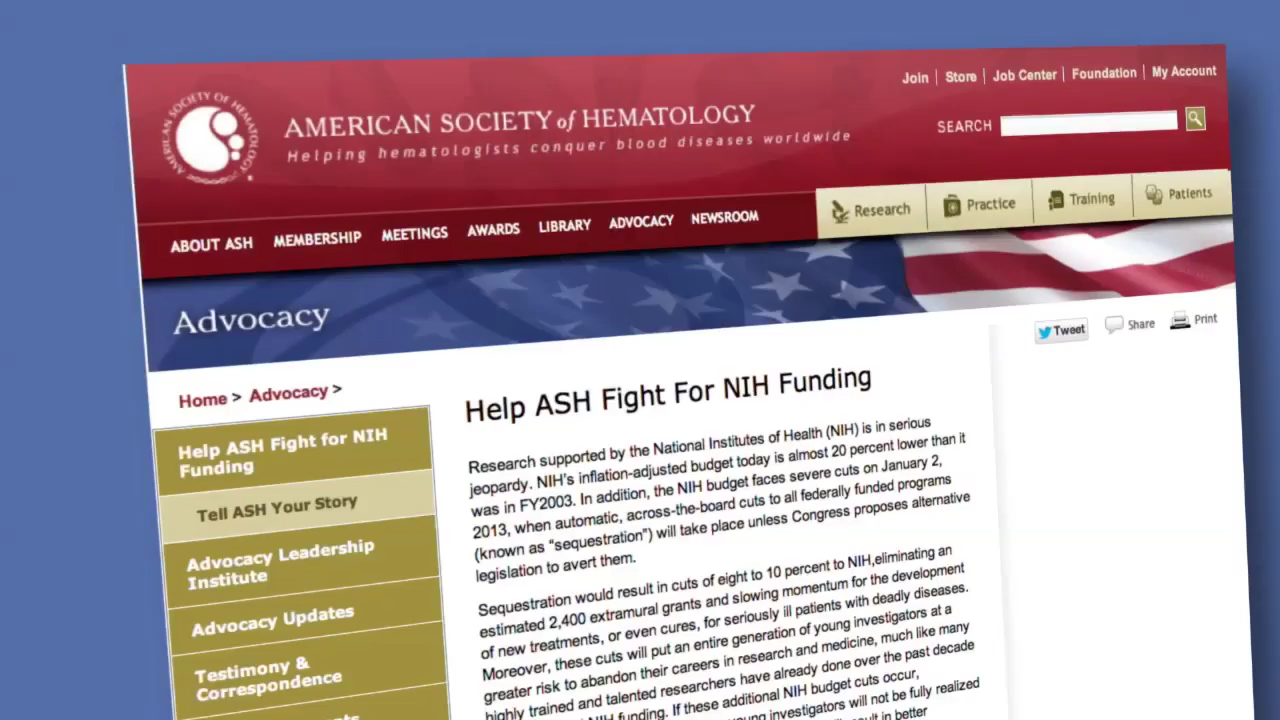 Join | Store | Job Center | Foundation | My Account
AMERICAN SOCIETY OF HEMATOLOGY
AMERICAN SOCIETY of HEMATOLOGY
Helping hematologists conquer blood diseases worldwide
SEARCH
Research
Practice
Training
Patients
ABOUT ASH
MEMBERSHIP
MEETINGS
AWARDS
LIBRARY
ADVOCACY
NEWSROOM
Advocacy
Tweet
Share
Print
Home > Advocacy >
Help ASH Fight for NIH
Funding
Tell ASH Your Story
Advocacy Leadership
Institute
Advocacy Updates
Testimony &
Correspondence
Help ASH Fight For NIH Funding
Research supported by the National Institutes of Health (NIH) is in serious
jeopardy. NIH's inflation-adjusted budget today is almost 20 percent lower than it
was in FY2003. In addition, the NIH budget faces severe cuts on January 2,
2013, when automatic, across-the-board cuts to all federally funded programs
(known as "sequestration") will take place unless Congress proposes alternative
legislation to avert them.
Sequestration would result in cuts of eight to 10 percent to NIH,eliminating an
estimated 2,400 extramural grants and slowing momentum for the development
of new treatments, or even cures, for seriously ill patients with deadly diseases.
Moreover, these cuts will put an entire generation of young investigators at a
greater risk to abandon their careers in research and medicine, much like many
highly trained and talented researchers have already done over the past decade
NIH funding. If these additional NIH budget cuts occur,
young investigators will not be fully realized
result in better